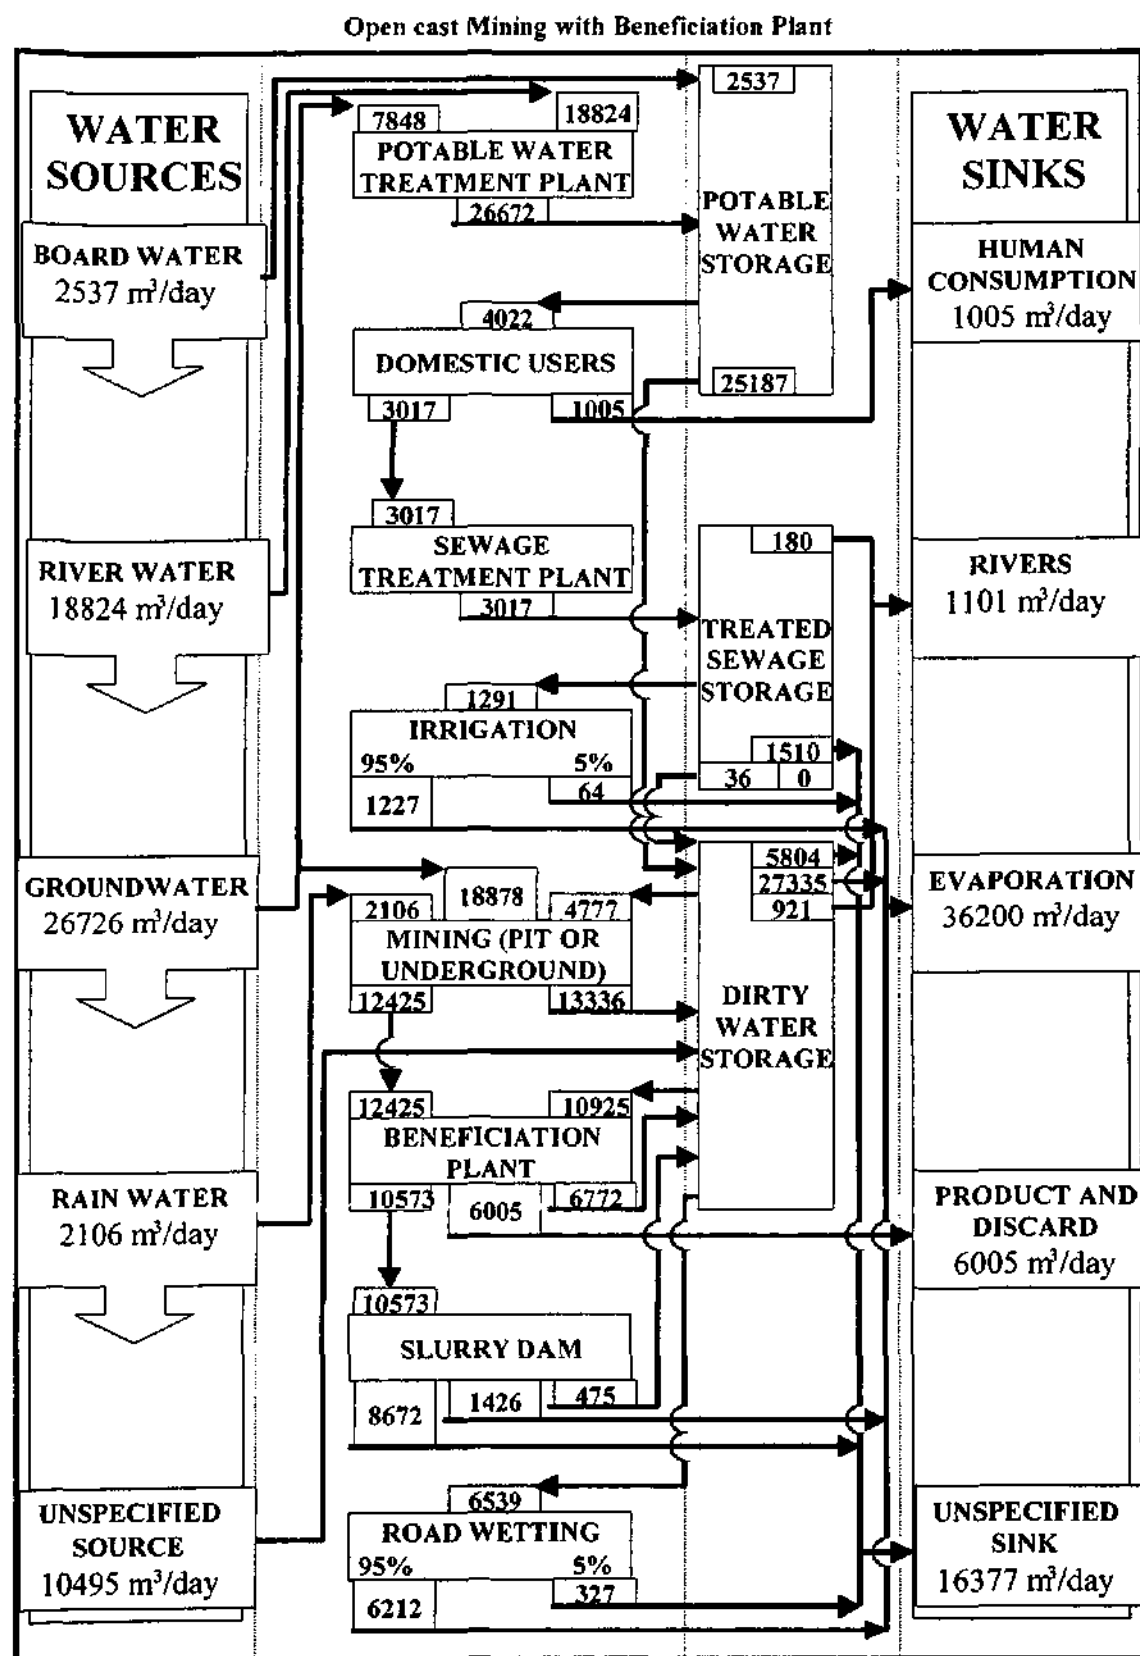 Open cast Mining with Beneficiation Plant
WATER
SOURCES
BOARD WATER
2537 m³/day
RIVER WATER
18824 m³/day
GROUNDWATER
26726 m³/day
RAIN WATER
2106 m³/day
UNSPECIFIED
SOURCE
10495 m³/day
7848
18824
POTABLE WATER
TREATMENT PLANT
26672
4022
DOMESTIC USERS
3017
1005
3017
SEWAGE
TREATMENT PLANT
3017
1291
IRRIGATION
95%
5%
1227
64
2106
18878
4777
MINING (PIT OR
UNDERGROUND)
12425
13336
12425
10925
BENEFICIATION
PLANT
10573
6005
6772
10573
SLURRY DAM
8672
1426
475
6539
ROAD WETTING
95%
5%
6212
327
2537
POTABLE
WATER
STORAGE
25187
180
TREATED
SEWAGE
STORAGE
1510
36
0
5804
27335
921
DIRTY
WATER
STORAGE
WATER
SINKS
HUMAN
CONSUMPTION
1005 m³/day
RIVERS
1101 m³/day
EVAPORATION
36200 m³/day
PRODUCT AND
DISCARD
6005 m³/day
UNSPECIFIED
SINK
16377 m³/day